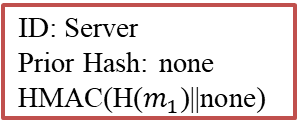 ID: Server
Prior Hash: none
HMAC(H(𝑚₁)||none)